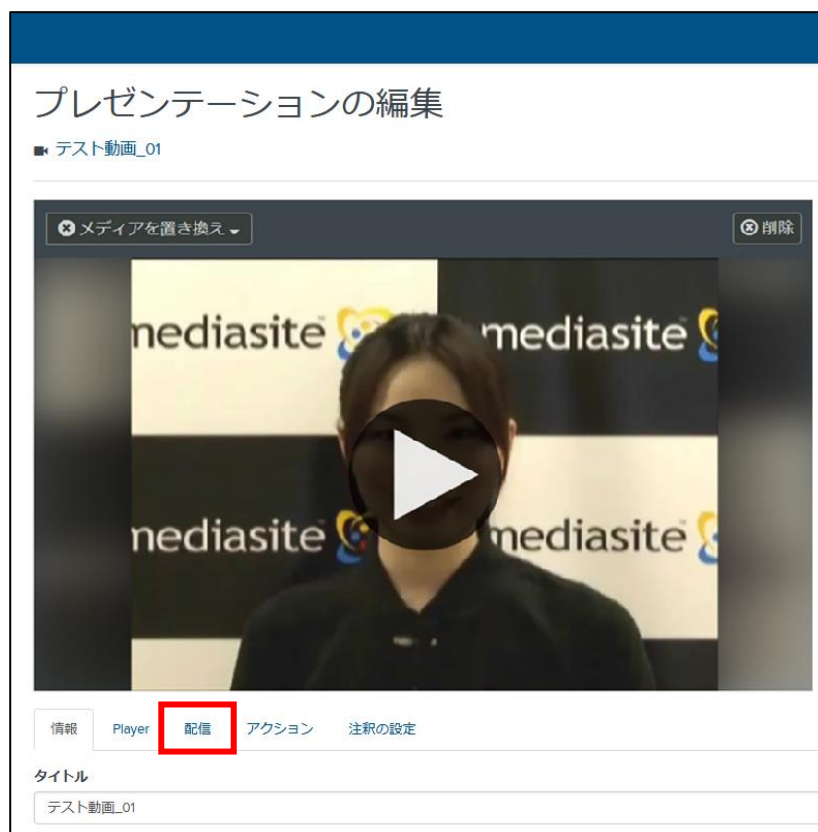 プレゼンテーションの編集
テスト動画_01
メディアを置き換え
削除
mediasite mediasite
mediasite mediasite
情報 Player 配信 アクション 注釈の設定
タイトル
テスト動画_01